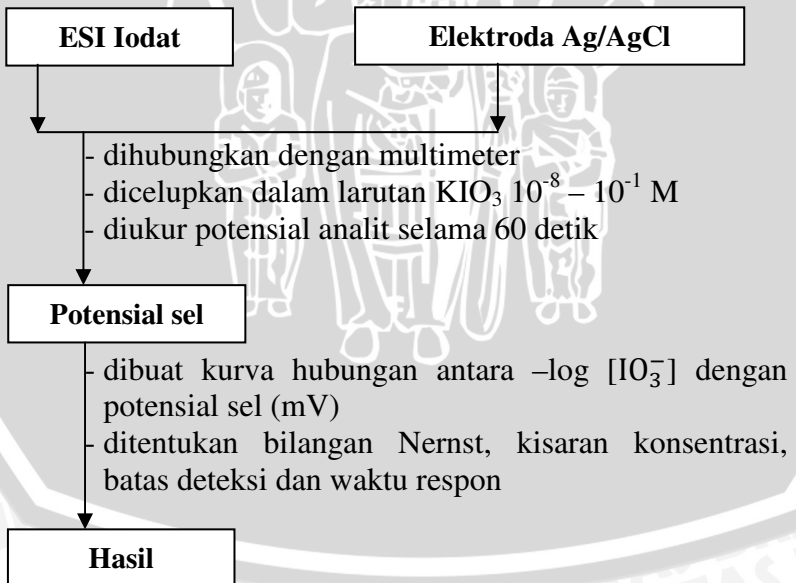 ESI Iodat
Elektroda Ag/AgCl
- dihubungkan dengan multimeter
- dicelupkan dalam larutan KIO₃ 10⁻⁸ – 10⁻¹ M
- diukur potensial analit selama 60 detik
Potensial sel
- dibuat kurva hubungan antara –log [IO₃⁻] dengan
potensial sel (mV)
- ditentukan bilangan Nernst, kisaran konsentrasi,
batas deteksi dan waktu respon
Hasil